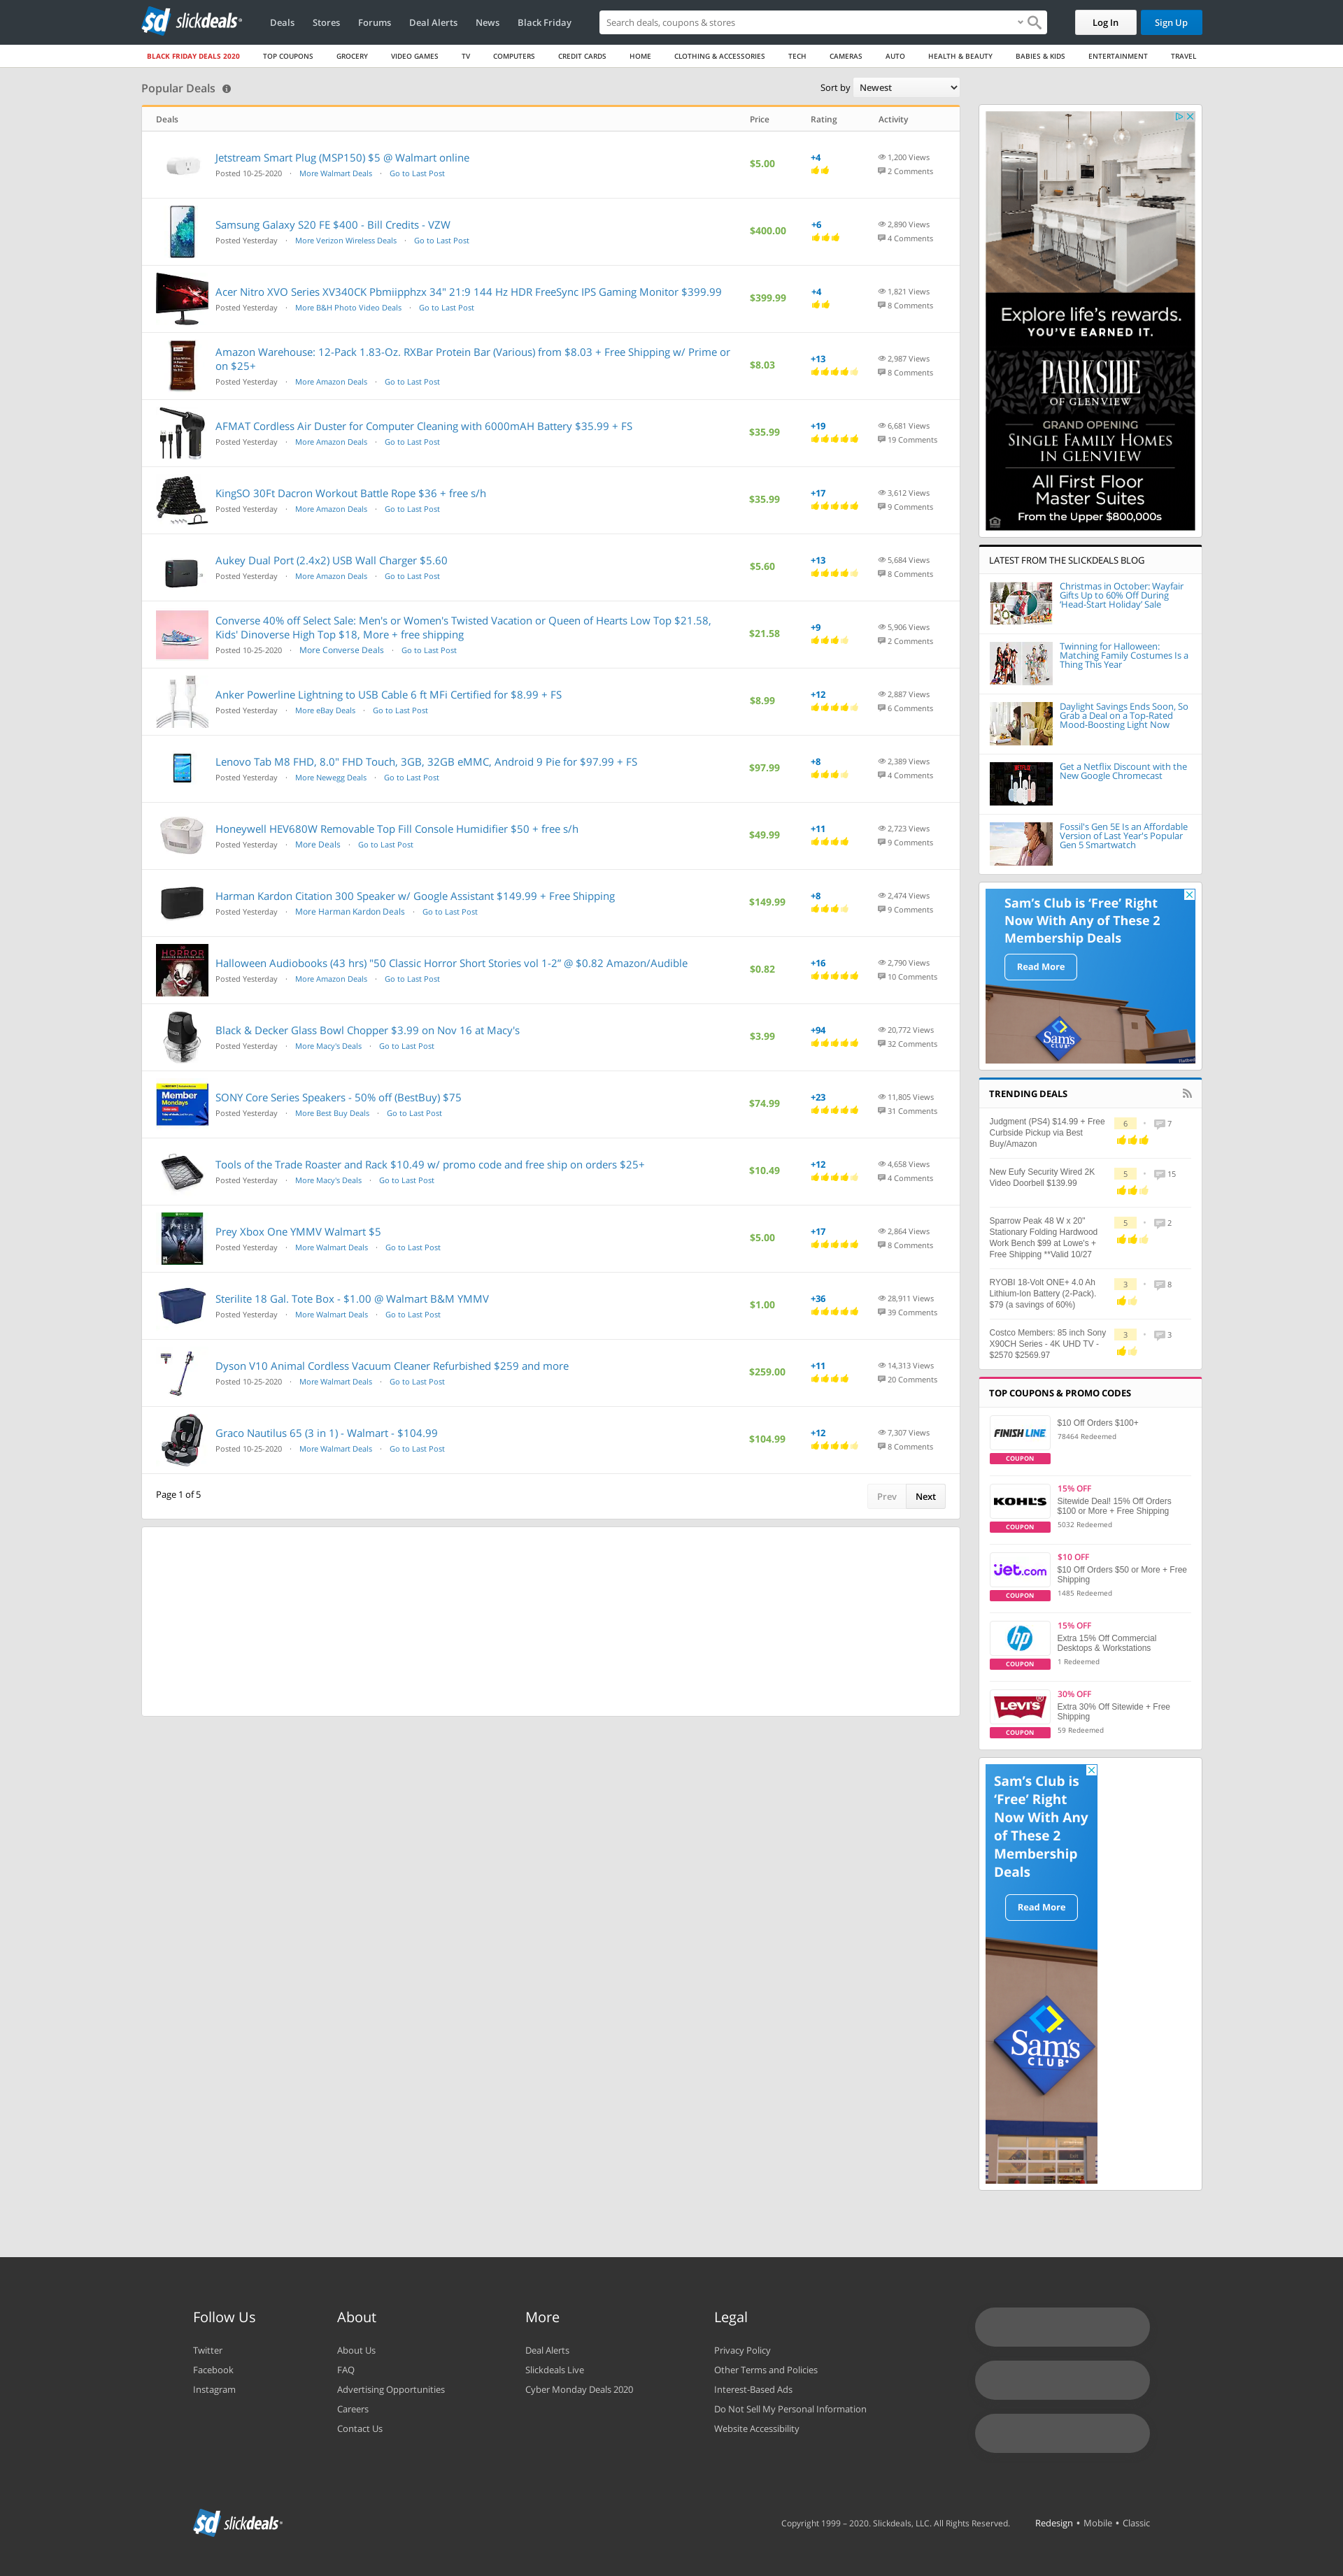 slickdeals
Deals Stores Forums Deal Alerts News Black Friday
Search deals, coupons & stores
Log In
Sign Up
BLACK FRIDAY DEALS 2020 TOP COUPONS GROCERY VIDEO GAMES TV COMPUTERS CREDIT CARDS HOME CLOTHING & ACCESSORIES TECH CAMERAS AUTO HEALTH & BEAUTY BABIES & KIDS ENTERTAINMENT TRAVEL
Popular Deals
Sort by Newest
Deals Price Rating Activity
Jetstream Smart Plug (MSP150) $5 @ Walmart online
Posted 10-25-2020 · More Walmart Deals · Go to Last Post
$5.00
+4
1,200 Views
2 Comments
Samsung Galaxy S20 FE $400 - Bill Credits - VZW
Posted Yesterday · More Verizon Wireless Deals · Go to Last Post
$400.00
+6
2,890 Views
4 Comments
Acer Nitro XVO Series XV340CK Pbmiipphzx 34" 21:9 144 Hz HDR FreeSync IPS Gaming Monitor $399.99
Posted Yesterday · More B&H Photo Video Deals · Go to Last Post
$399.99
+4
1,821 Views
8 Comments
Amazon Warehouse: 12-Pack 1.83-Oz. RXBar Protein Bar (Various) from $8.03 + Free Shipping w/ Prime or
on $25+
Posted Yesterday · More Amazon Deals · Go to Last Post
$8.03
+13
2,987 Views
8 Comments
AFMAT Cordless Air Duster for Computer Cleaning with 6000mAH Battery $35.99 + FS
Posted Yesterday · More Amazon Deals · Go to Last Post
$35.99
+19
6,681 Views
19 Comments
KingSO 30Ft Dacron Workout Battle Rope $36 + free s/h
Posted Yesterday · More Amazon Deals · Go to Last Post
$35.99
+17
3,612 Views
9 Comments
Aukey Dual Port (2.4x2) USB Wall Charger $5.60
Posted Yesterday · More Amazon Deals · Go to Last Post
$5.60
+13
5,684 Views
8 Comments
Converse 40% off Select Sale: Men's or Women's Twisted Vacation or Queen of Hearts Low Top $21.58,
Kids' Dinoverse High Top $18, More + free shipping
Posted 10-25-2020 · More Converse Deals · Go to Last Post
$21.58
+9
5,906 Views
2 Comments
Anker Powerline Lightning to USB Cable 6 ft MFi Certified for $8.99 + FS
Posted Yesterday · More eBay Deals · Go to Last Post
$8.99
+12
2,887 Views
6 Comments
Lenovo Tab M8 FHD, 8.0" FHD Touch, 3GB, 32GB eMMC, Android 9 Pie for $97.99 + FS
Posted Yesterday · More Newegg Deals · Go to Last Post
$97.99
+8
2,389 Views
4 Comments
Honeywell HEV680W Removable Top Fill Console Humidifier $50 + free s/h
Posted Yesterday · More Deals · Go to Last Post
$49.99
+11
2,723 Views
9 Comments
Harman Kardon Citation 300 Speaker w/ Google Assistant $149.99 + Free Shipping
Posted Yesterday · More Harman Kardon Deals · Go to Last Post
$149.99
+8
2,474 Views
9 Comments
HORROR
Halloween Audiobooks (43 hrs) "50 Classic Horror Short Stories vol 1-2" @ $0.82 Amazon/Audible
Posted Yesterday · More Amazon Deals · Go to Last Post
$0.82
+16
2,790 Views
10 Comments
Black & Decker Glass Bowl Chopper $3.99 on Nov 16 at Macy's
Posted Yesterday · More Macy's Deals · Go to Last Post
$3.99
+94
20,772 Views
32 Comments
Member
Mondays
SONY Core Series Speakers - 50% off (BestBuy) $75
Posted Yesterday · More Best Buy Deals · Go to Last Post
$74.99
+23
11,805 Views
31 Comments
Tools of the Trade Roaster and Rack $10.49 w/ promo code and free ship on orders $25+
Posted Yesterday · More Macy's Deals · Go to Last Post
$10.49
+12
4,658 Views
4 Comments
PREY
Prey Xbox One YMMV Walmart $5
Posted Yesterday · More Walmart Deals · Go to Last Post
$5.00
+17
2,864 Views
8 Comments
Sterilite 18 Gal. Tote Box - $1.00 @ Walmart B&M YMMV
Posted Yesterday · More Walmart Deals · Go to Last Post
$1.00
+36
28,911 Views
39 Comments
Dyson V10 Animal Cordless Vacuum Cleaner Refurbished $259 and more
Posted 10-25-2020 · More Walmart Deals · Go to Last Post
$259.00
+11
14,313 Views
20 Comments
Graco Nautilus 65 (3 in 1) - Walmart - $104.99
Posted 10-25-2020 · More Walmart Deals · Go to Last Post
$104.99
+12
7,307 Views
8 Comments
Page 1 of 5
Prev Next
Explore life's rewards.
YOU'VE EARNED IT.
PARKSIDE
OF GLENVIEW
GRAND OPENING
SINGLE FAMILY HOMES
IN GLENVIEW
All First Floor
Master Suites
From the Upper $800,000s
LATEST FROM THE SLICKDEALS BLOG
Christmas in October: Wayfair
Gifts Up to 60% Off During
'Head-Start Holiday' Sale
Twinning for Halloween:
Matching Family Costumes Is a
Thing This Year
Daylight Savings Ends Soon, So
Grab a Deal on a Top-Rated
Mood-Boosting Light Now
NETFLIX
Get a Netflix Discount with the
New Google Chromecast
Fossil's Gen 5E Is an Affordable
Version of Last Year's Popular
Gen 5 Smartwatch
Sam's Club is 'Free' Right
Now With Any of These 2
Membership Deals
Read More
Sam's
CLUB
TRENDING DEALS
Judgment (PS4) $14.99 + Free
Curbside Pickup via Best
Buy/Amazon
6 · 7
New Eufy Security Wired 2K
Video Doorbell $139.99
5 · 15
Sparrow Peak 48 W x 20"
Stationary Folding Hardwood
Work Bench $99 at Lowe's +
Free Shipping **Valid 10/27
5 · 2
RYOBI 18-Volt ONE+ 4.0 Ah
Lithium-Ion Battery (2-Pack).
$79 (a savings of 60%)
3 · 8
Costco Members: 85 inch Sony
X90CH Series - 4K UHD TV -
$2570 $2569.97
3 · 3
TOP COUPONS & PROMO CODES
FINISH LINE
COUPON
$10 Off Orders $100+
78464 Redeemed
KOHL'S
COUPON
15% OFF
Sitewide Deal! 15% Off Orders
$100 or More + Free Shipping
5032 Redeemed
jet.com
COUPON
$10 OFF
$10 Off Orders $50 or More + Free
Shipping
1485 Redeemed
hp
COUPON
15% OFF
Extra 15% Off Commercial
Desktops & Workstations
1 Redeemed
LEVI'S
COUPON
30% OFF
Extra 30% Off Sitewide + Free
Shipping
59 Redeemed
Sam's Club is
'Free' Right
Now With Any
of These 2
Membership
Deals
Read More
Sam's
CLUB
Follow Us
Twitter
Facebook
Instagram
About
About Us
FAQ
Advertising Opportunities
Careers
Contact Us
More
Deal Alerts
Slickdeals Live
Cyber Monday Deals 2020
Legal
Privacy Policy
Other Terms and Policies
Interest-Based Ads
Do Not Sell My Personal Information
Website Accessibility
slickdeals
Copyright 1999 – 2020. Slickdeals, LLC. All Rights Reserved.
Redesign • Mobile • Classic